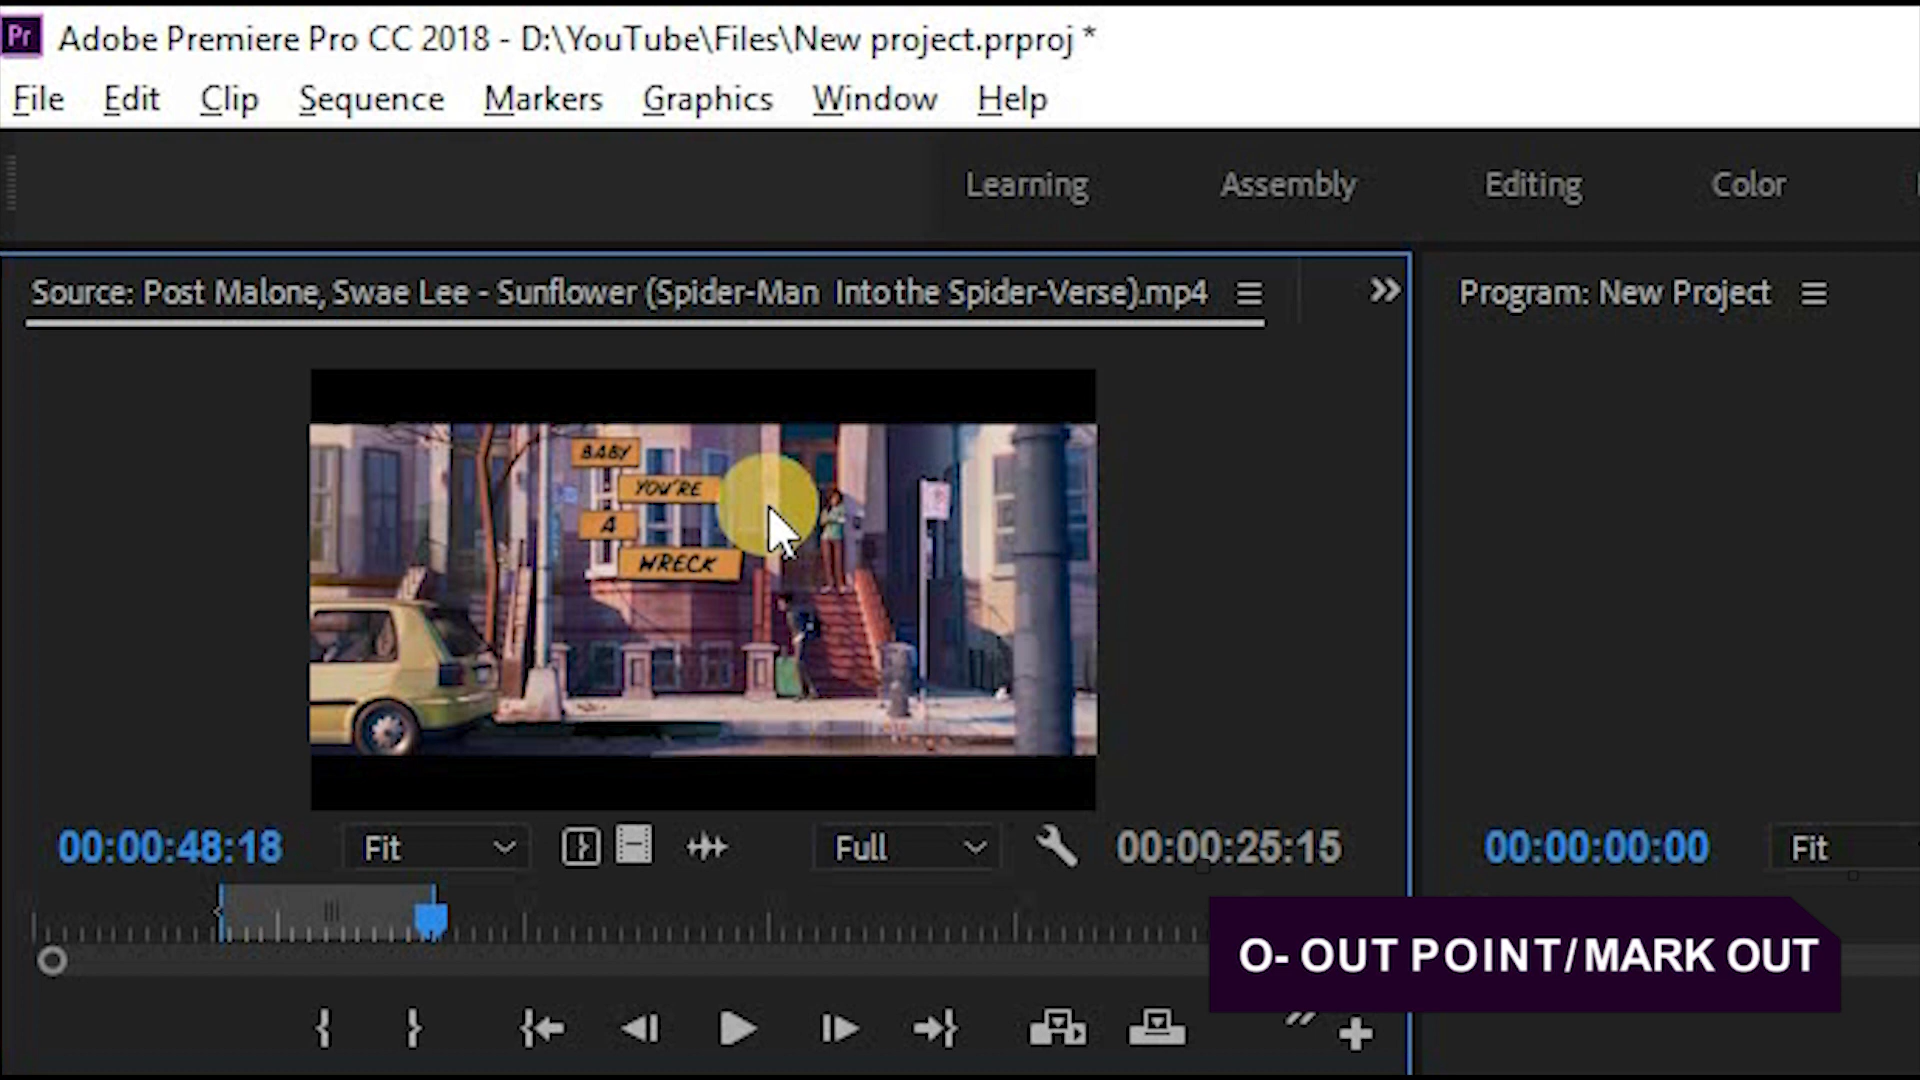 Pr Adobe Premiere Pro CC 2018 - D:\YouTube\Files\New project.prproj *
File Edit Clip Sequence Markers Graphics Window Help
Learning Assembly Editing Color
Source: Post Malone, Swae Lee - Sunflower (Spider-Man Into the Spider-Verse).mp4
Program: New Project
BABY
YOU'RE
A
WRECK
00:00:48:18 Fit Full 00:00:25:15
00:00:00:00 Fit
O- OUT POINT/MARK OUT